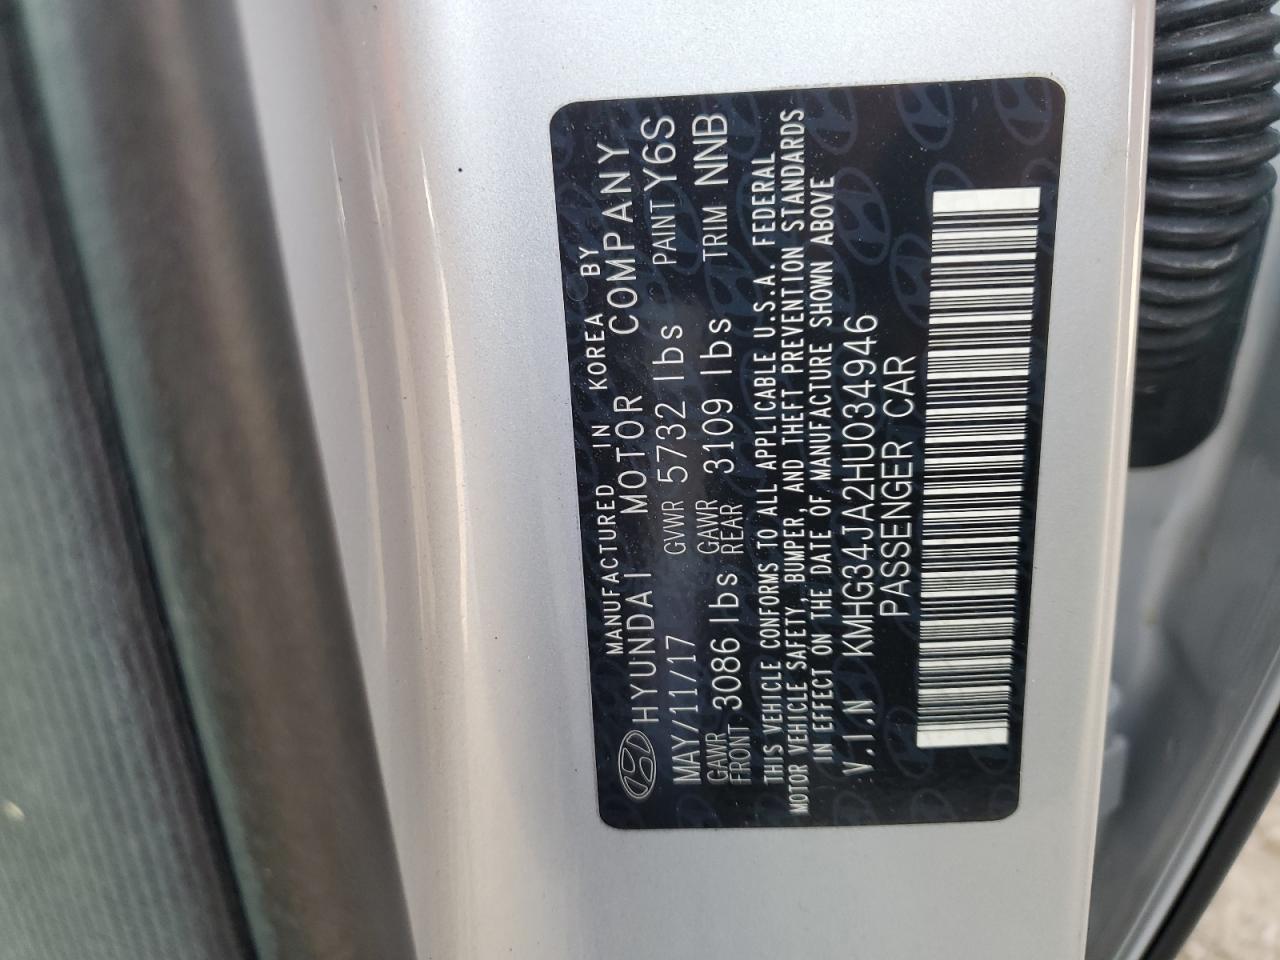 MANUFACTURED IN KOREA BY
HYUNDAI MOTOR COMPANY
MAY/11/17 GVWR 5732 lbs PAINT Y6S
GAWR FRONT 3086 lbs GAWR REAR 3109 lbs TRIM NNB
THIS VEHICLE CONFORMS TO ALL APPLICABLE U.S.A. FEDERAL
MOTOR VEHICLE SAFETY, BUMPER, AND THEFT PREVENTION STANDARDS
IN EFFECT ON THE DATE OF MANUFACTURE SHOWN ABOVE
V.I.N KMHG34JA2HU034946
PASSENGER CAR